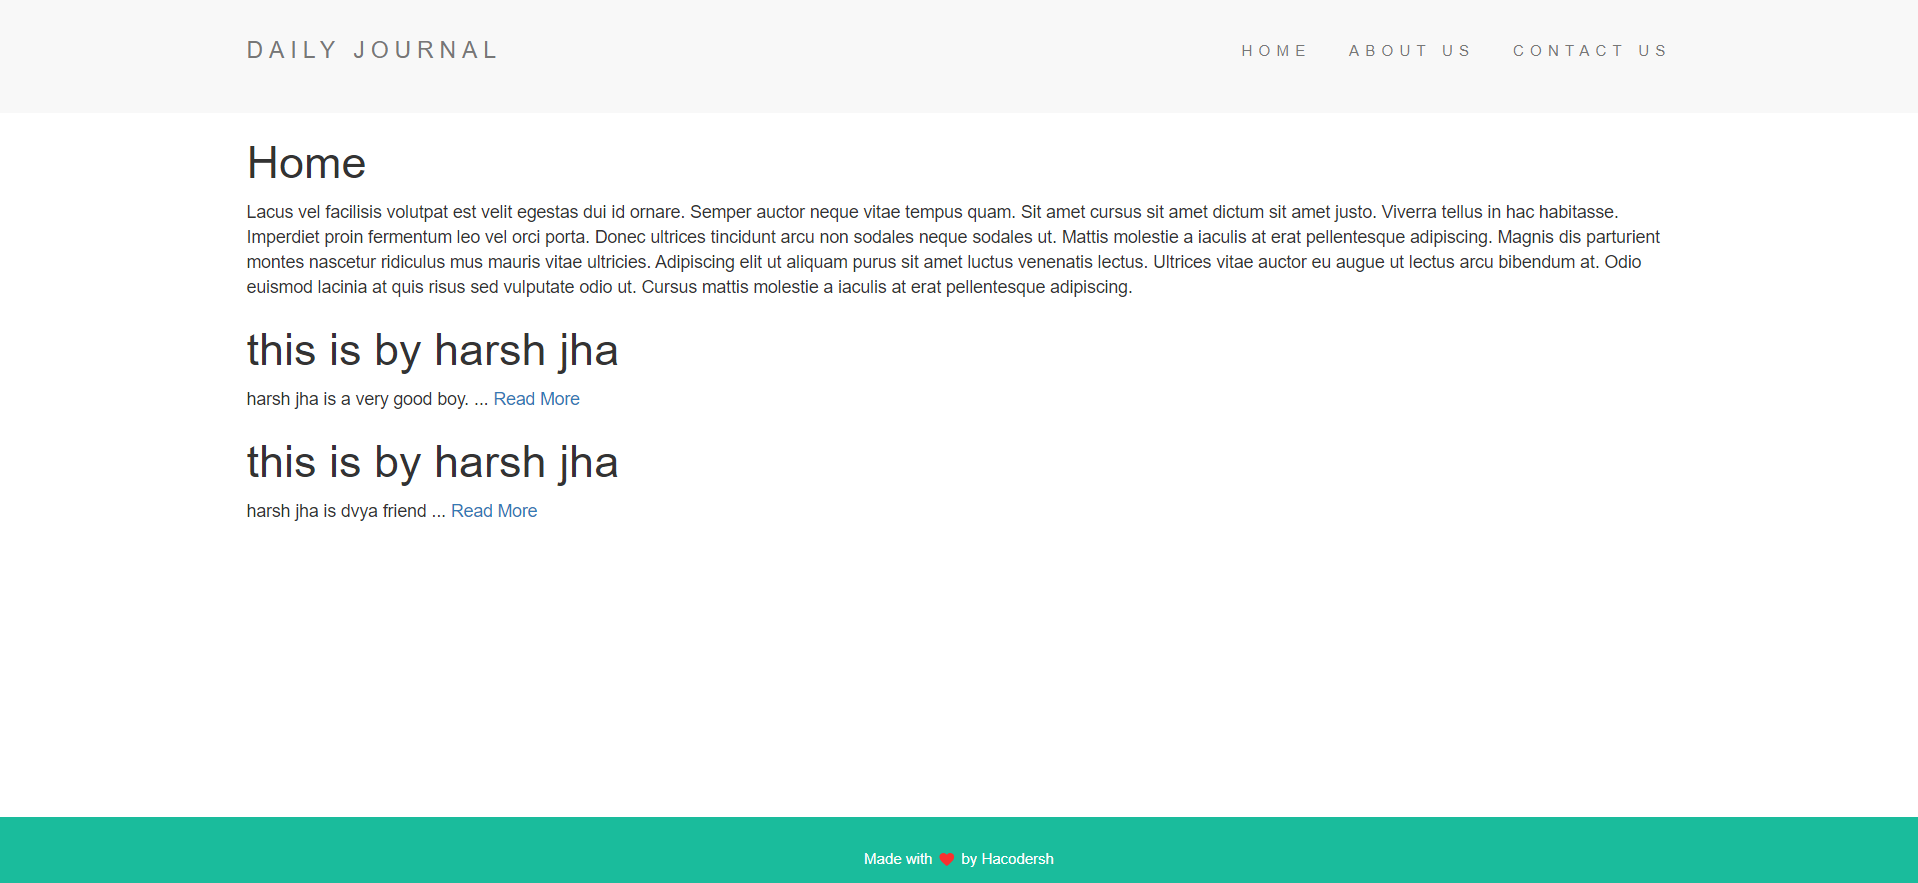 DAILY JOURNAL
HOME ABOUT US CONTACT US
Home
Lacus vel facilisis volutpat est velit egestas dui id ornare. Semper auctor neque vitae tempus quam. Sit amet cursus sit amet dictum sit amet justo. Viverra tellus in hac habitasse.
Imperdiet proin fermentum leo vel orci porta. Donec ultrices tincidunt arcu non sodales neque sodales ut. Mattis molestie a iaculis at erat pellentesque adipiscing. Magnis dis parturient
montes nascetur ridiculus mus mauris vitae ultricies. Adipiscing elit ut aliquam purus sit amet luctus venenatis lectus. Ultrices vitae auctor eu augue ut lectus arcu bibendum at. Odio
euismod lacinia at quis risus sed vulputate odio ut. Cursus mattis molestie a iaculis at erat pellentesque adipiscing.
this is by harsh jha
harsh jha is a very good boy. ... Read More
this is by harsh jha
harsh jha is dvya friend ... Read More
Made with ❤ by Hacodersh